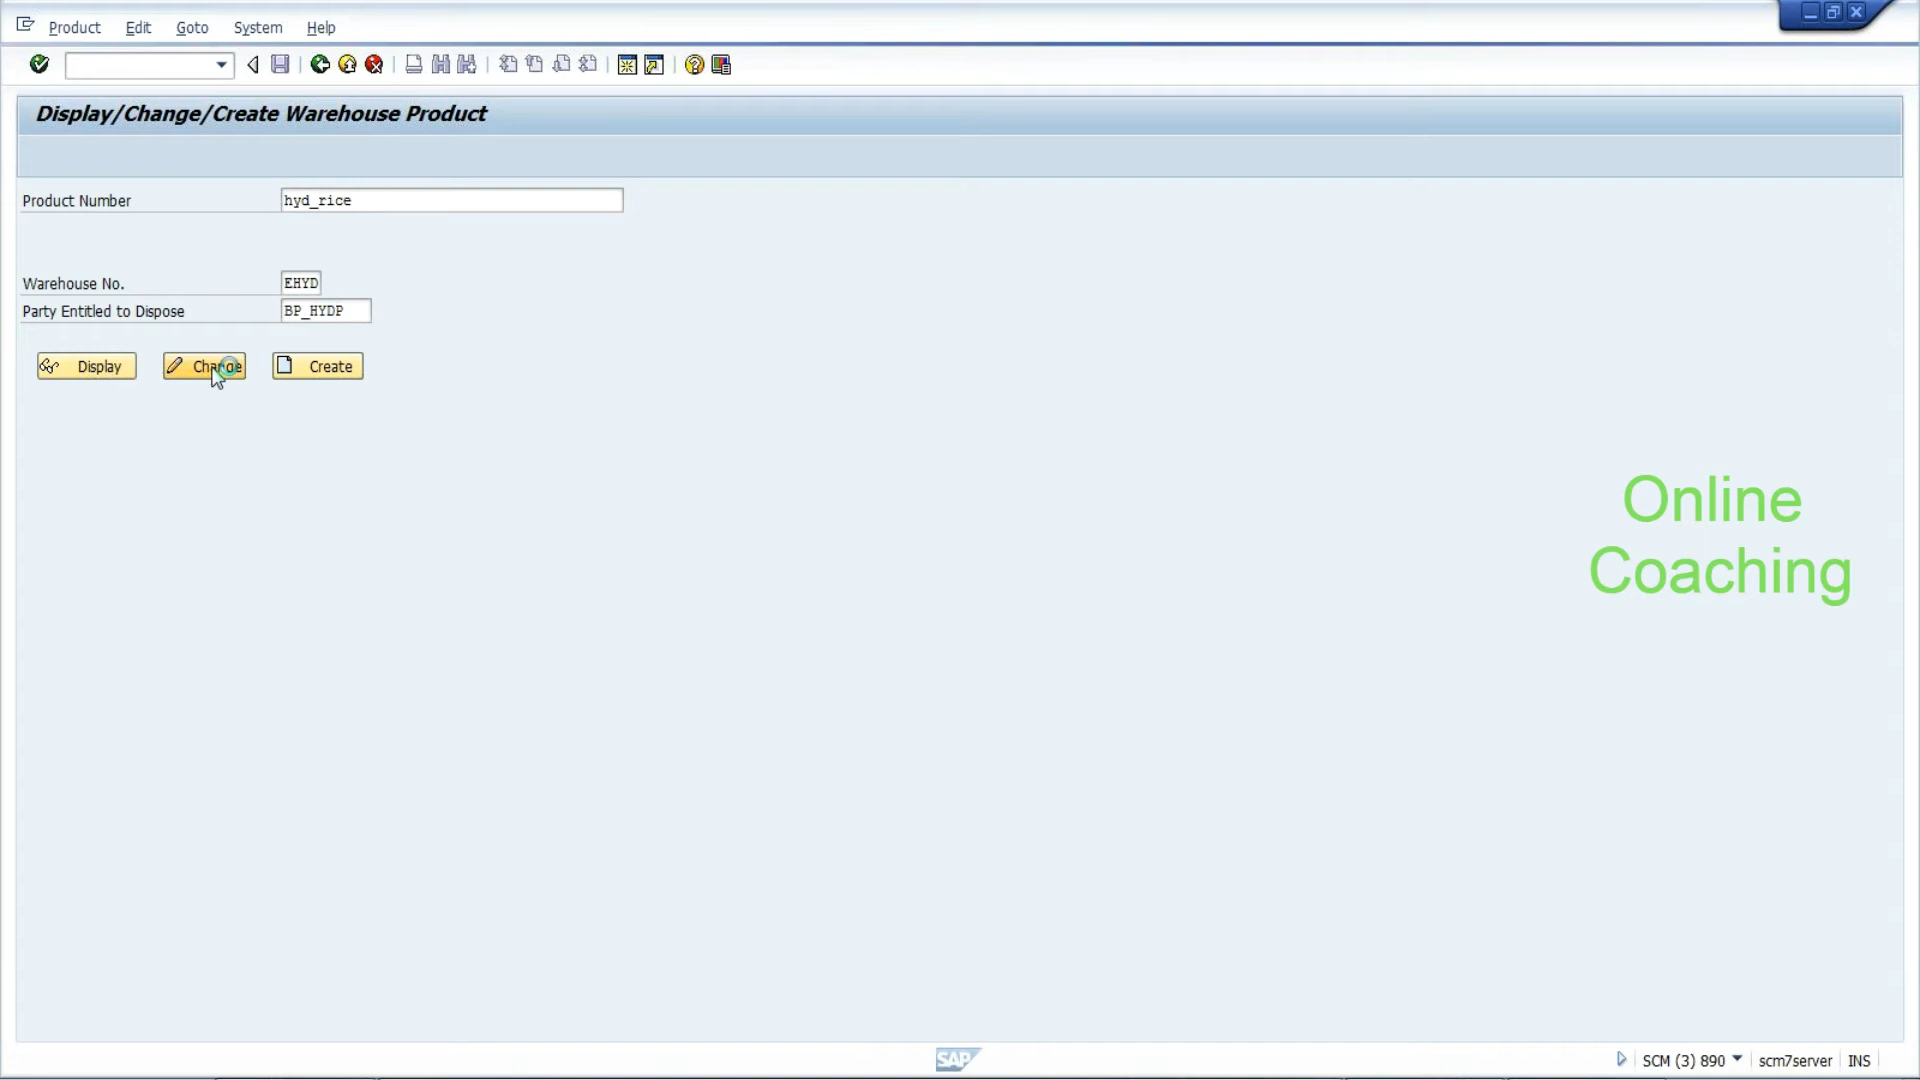 Product Edit Goto System Help
Display/Change/Create Warehouse Product
Product Number hyd_rice
Warehouse No. EHYD
Party Entitled to Dispose BP_HYDP
Display Change Create
Online
Coaching
SAP
SCM (3) 890 scm7server INS